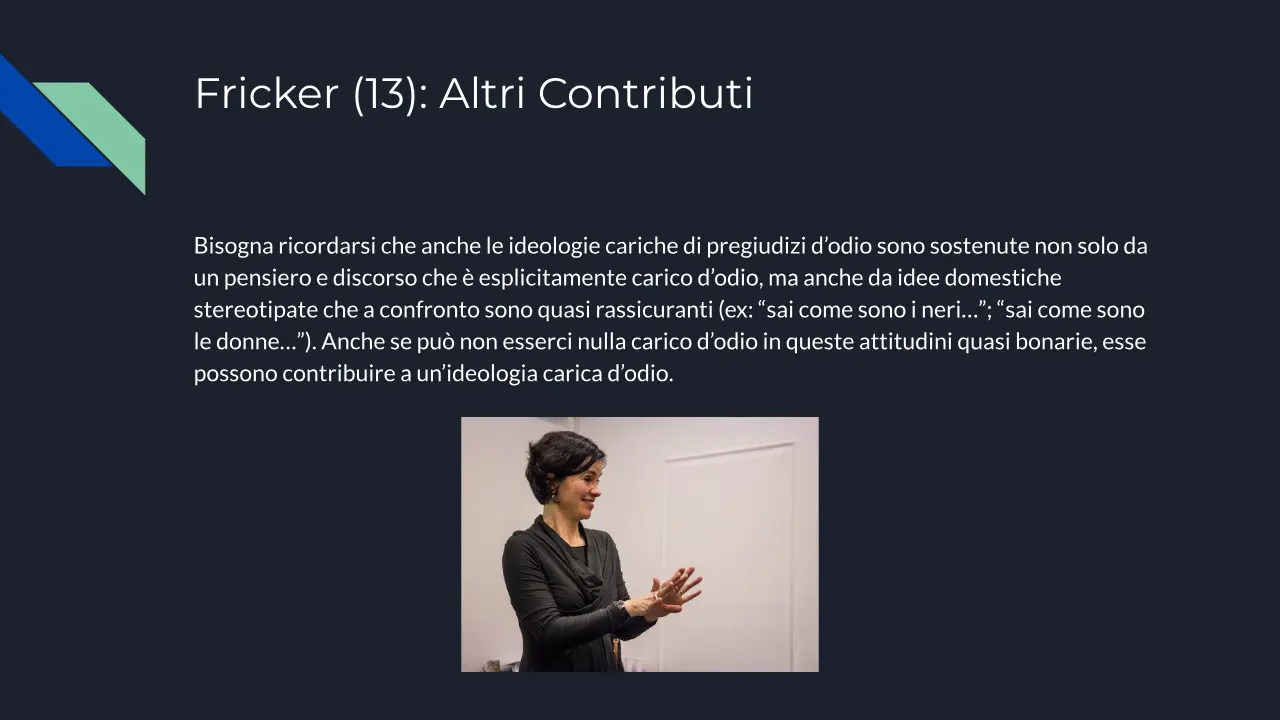 Fricker (13): Altri Contributi
Bisogna ricordarsi che anche le ideologie cariche di pregiudizi d’odio sono sostenute non solo da
un pensiero e discorso che è esplicitamente carico d’odio, ma anche da idee domestiche
stereotipate che a confronto sono quasi rassicuranti (ex: “sai come sono i neri…”; “sai come sono
le donne…”). Anche se può non esserci nulla carico d’odio in queste attitudini quasi bonarie, esse
possono contribuire a un’ideologia carica d’odio.